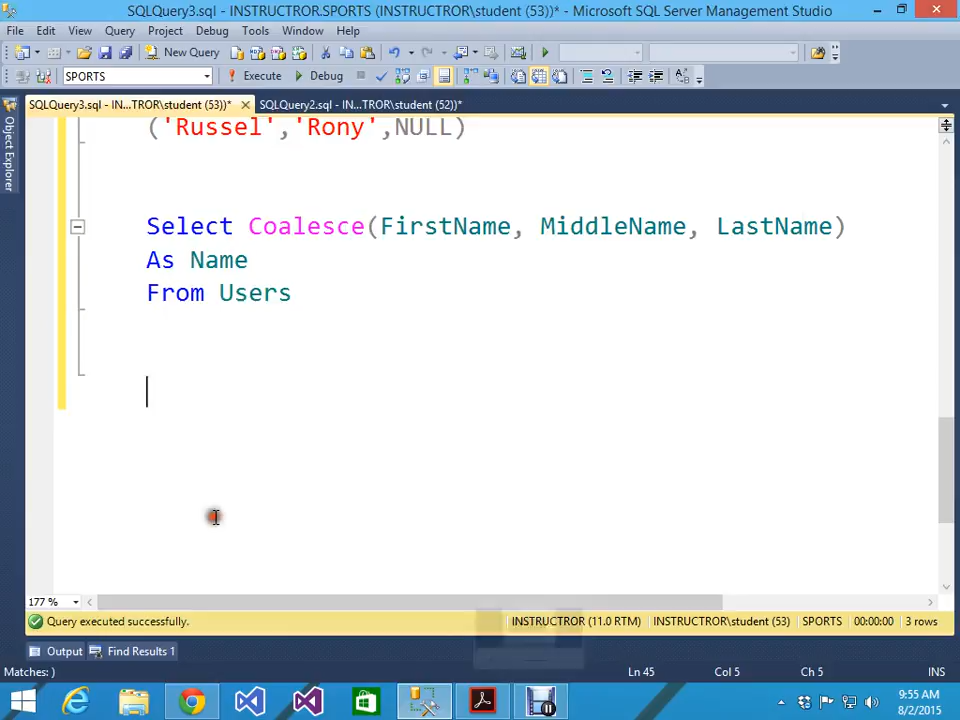 SQLQuery3.sql - INSTRUCTROR.SPORTS (INSTRUCTROR\student (53))* - Microsoft SQL Server Management Studio
File Edit View Query Project Debug Tools Window Help
New Query
SPORTS Execute Debug
SQLQuery3.sql - IN...TROR\student (53))* SQLQuery2.sql - IN...TROR\student (52))*
Object Explorer
('Russel','Rony',NULL)
Select Coalesce(FirstName, MiddleName, LastName)
As Name
From Users
177 %
Query executed successfully. INSTRUCTROR (11.0 RTM) INSTRUCTROR\student (53) SPORTS 00:00:00 3 rows
Output Find Results 1
Matches: ) Ln 45 Col 5 Ch 5 INS
9:55 AM
8/2/2015